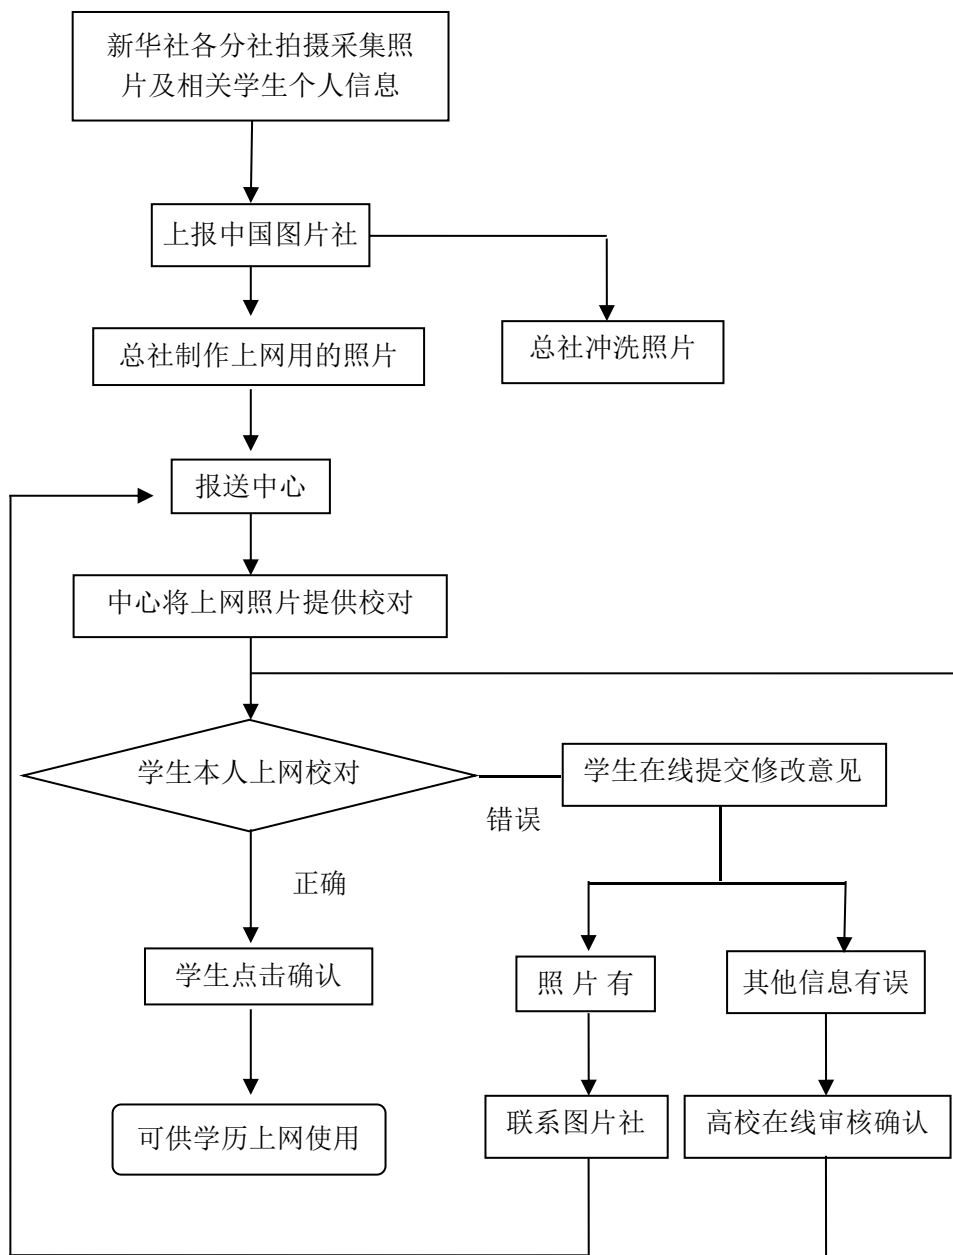 新华社各分社拍摄采集照
片及相关学生个人信息
上报中国图片社
总社制作上网用的照片
总社冲洗照片
报送中心
中心将上网照片提供校对
学生本人上网校对
学生在线提交修改意见
错误
正确
学生点击确认
照 片 有
其他信息有误
可供学历上网使用
联系图片社
高校在线审核确认